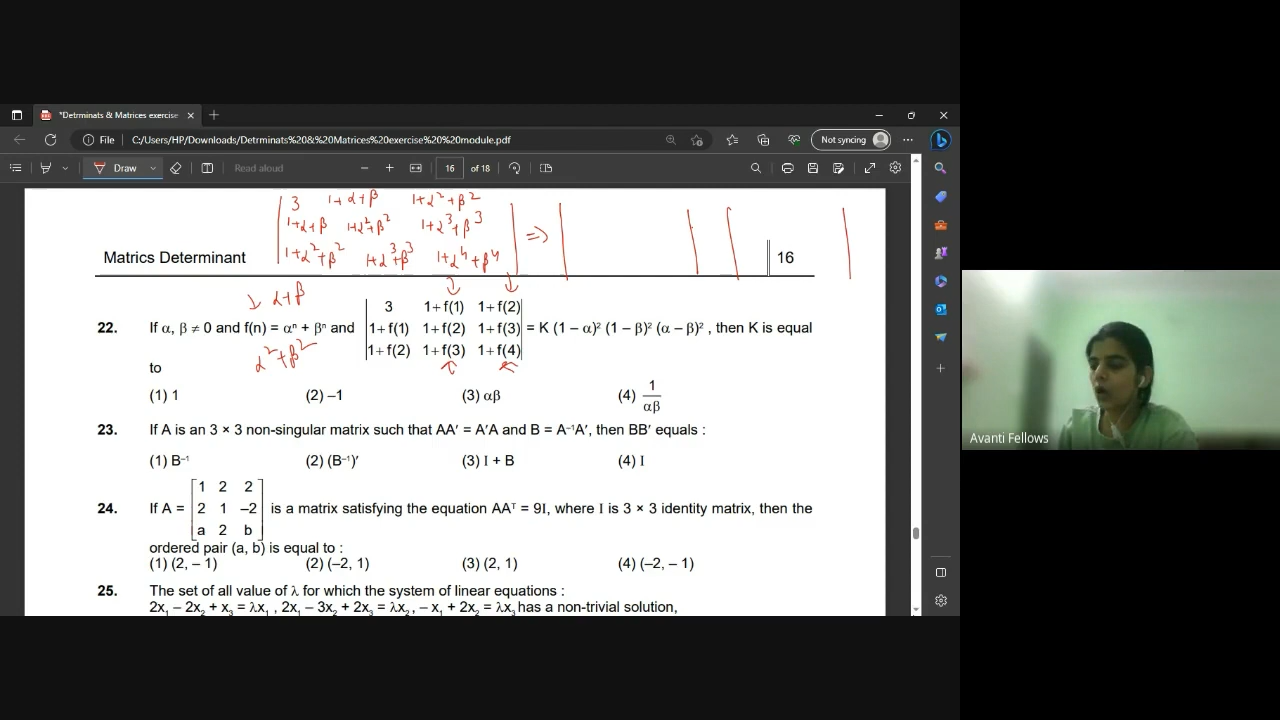 *Detrminats & Matrices exercise
File C:/Users/HP/Downloads/Detrminats%20&%20Matrices%20exercise%20%20module.pdf Not syncing
Draw Read aloud 16 of 18
3 1+α+β 1+α²+β²
1+α+β 1+α²+β² 1+α³+β³
1+α²+β² 1+α³+β³ 1+α⁴+β⁴ ⇒
Matrics Determinant 16
↓ α+β
3 1+f(1) 1+f(2)
22. If α, β ≠ 0 and f(n) = αⁿ + βⁿ and 1+f(1) 1+f(2) 1+f(3) = K (1 – α)² (1 – β)² (α – β)² , then K is equal
1+f(2) 1+f(3) 1+f(4)
α²+β²
to
(1) 1 (2) –1 (3) αβ (4) 1/αβ
23. If A is an 3 × 3 non-singular matrix such that AA′ = A′A and B = A⁻¹A′, then BB′ equals :
(1) B⁻¹ (2) (B⁻¹)′ (3) I + B (4) I
1 2 2
24. If A = 2 1 –2 is a matrix satisfying the equation AAᵀ = 9I, where I is 3 × 3 identity matrix, then the
a 2 b
ordered pair (a, b) is equal to :
(1) (2, – 1) (2) (–2, 1) (3) (2, 1) (4) (–2, – 1)
25. The set of all value of λ for which the system of linear equations :
2x₁ – 2x₂ + x₃ = λx₁ , 2x₁ – 3x₂ + 2x₃ = λx₂, – x₁ + 2x₂ = λx₃ has a non-trivial solution,
Avanti Fellows